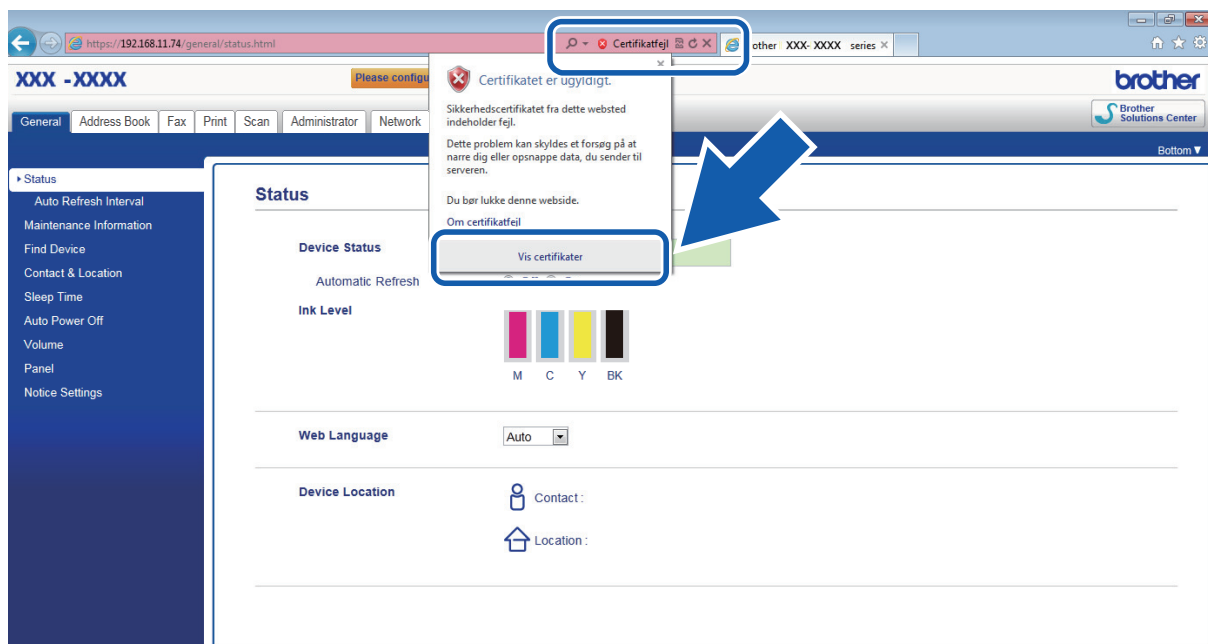 https://192.168.11.74/general/status.html
Certifikatfejl
other XXX- XXXX series
XXX -XXXX
Please configu
brother
Certifikatet er ugyldigt.
Sikkerhedscertifikatet fra dette websted
indeholder fejl.
Dette problem kan skyldes et forsøg på at
narre dig eller opsnappe data, du sender til
serveren.
Du bør lukke denne webside.
Om certifikatfejl
Vis certifikater
General Address Book Fax Print Scan Administrator Network
Brother
Solutions Center
Bottom▼
Status
Auto Refresh Interval
Maintenance Information
Find Device
Contact & Location
Sleep Time
Auto Power Off
Volume
Panel
Notice Settings
Status
Device Status
Automatic Refresh
Ink Level
M C Y BK
Web Language
Auto
Device Location
Contact :
Location :